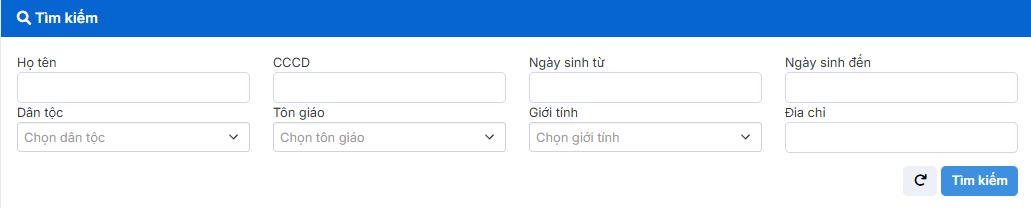 Tìm kiếm
Họ tên CCCD Ngày sinh từ Ngày sinh đến
Dân tộc Tôn giáo Giới tính Đia chỉ
Chọn dân tộc Chọn tôn giáo Chọn giới tính
Tìm kiếm